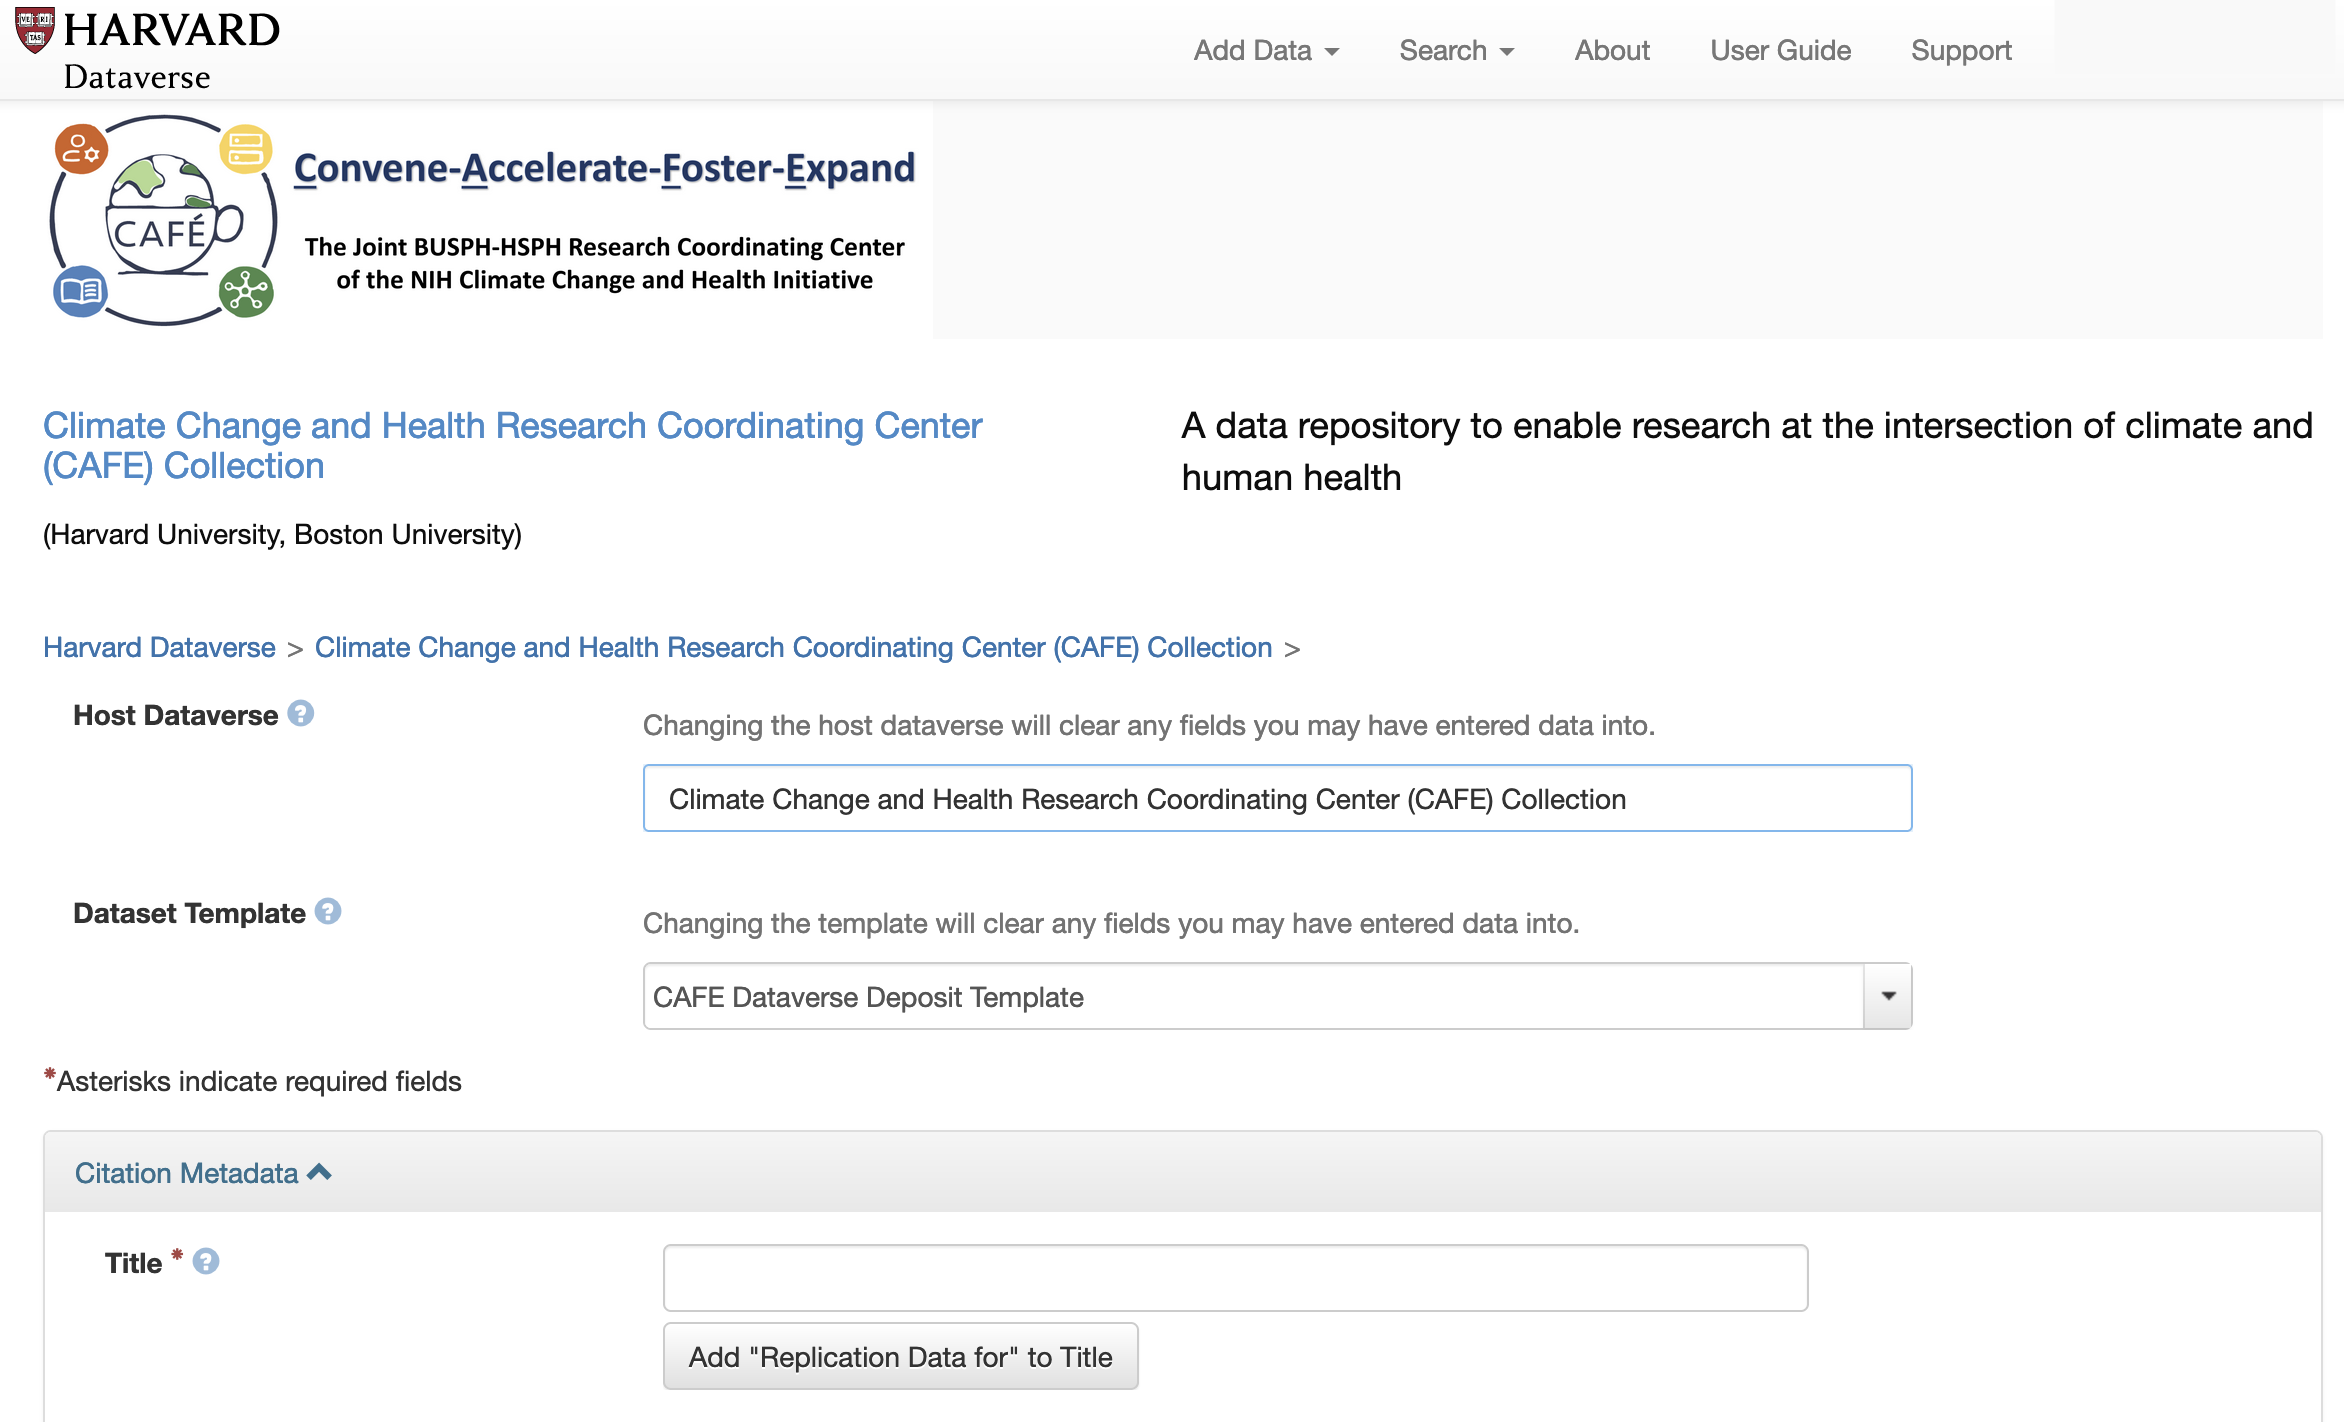 VE RI TAS
HARVARD
Dataverse
Add Data
Search
About
User Guide
Support
CAFÉ
Convene-Accelerate-Foster-Expand
The Joint BUSPH-HSPH Research Coordinating Center
of the NIH Climate Change and Health Initiative
Climate Change and Health Research Coordinating Center
(CAFE) Collection
(Harvard University, Boston University)
A data repository to enable research at the intersection of climate and
human health
Harvard Dataverse > Climate Change and Health Research Coordinating Center (CAFE) Collection >
Host Dataverse ?
Changing the host dataverse will clear any fields you may have entered data into.
Climate Change and Health Research Coordinating Center (CAFE) Collection
Dataset Template ?
Changing the template will clear any fields you may have entered data into.
CAFE Dataverse Deposit Template
*Asterisks indicate required fields
Citation Metadata
Title * ?
Add "Replication Data for" to Title